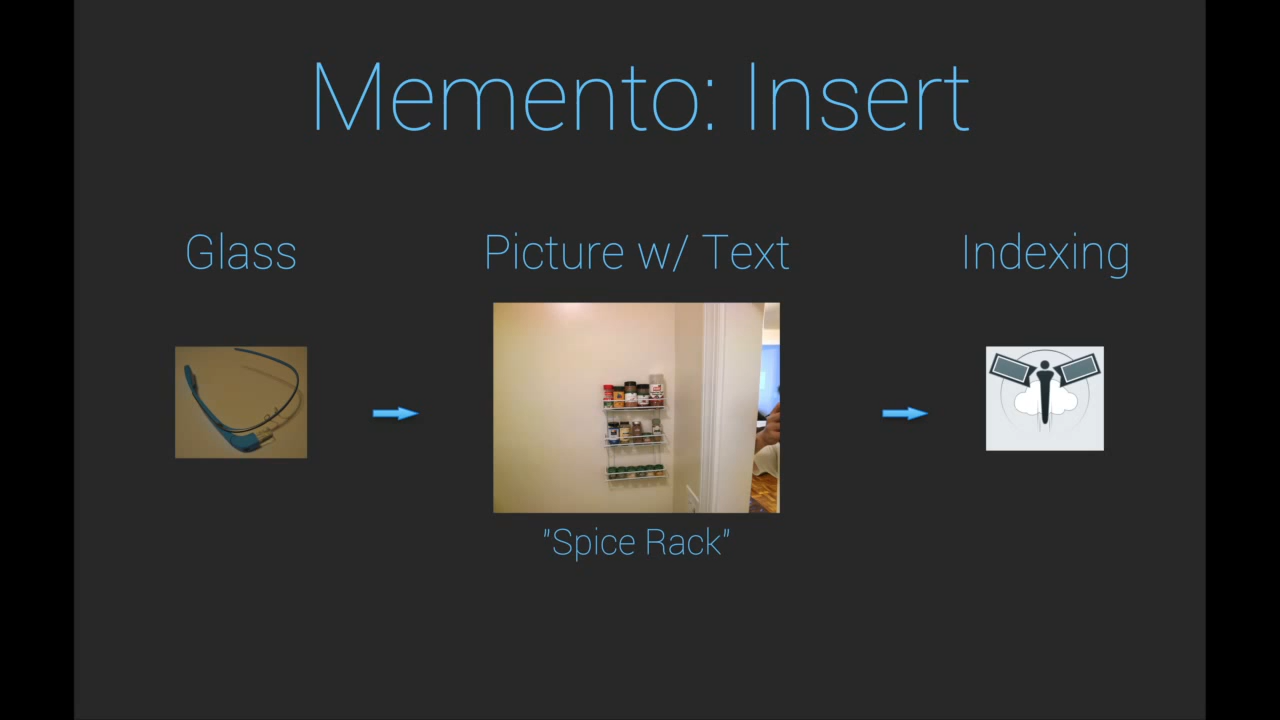 Memento: Insert
Glass
Picture w/ Text
Indexing
"Spice Rack"